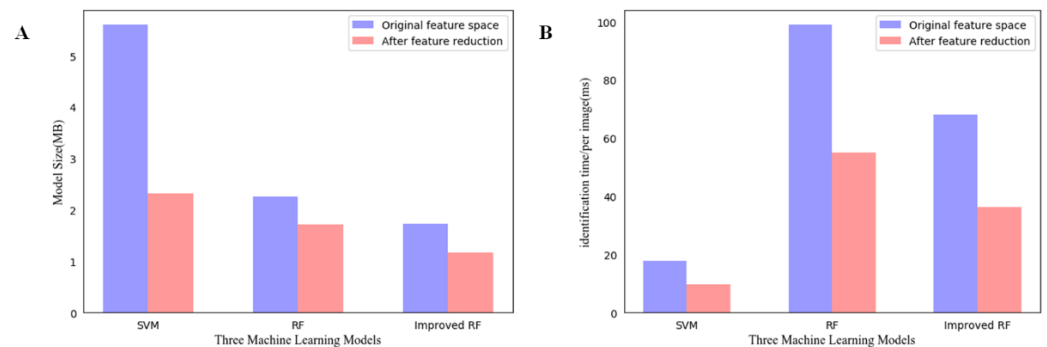 A
Original feature space
After feature reduction
Model Size(MB)
5
4
3
2
1
0
SVM
RF
Improved RF
Three Machine Learning Models
B
Original feature space
After feature reduction
identification time/per image(ms)
100
80
60
40
20
0
SVM
RF
Improved RF
Three Machine Learning Models